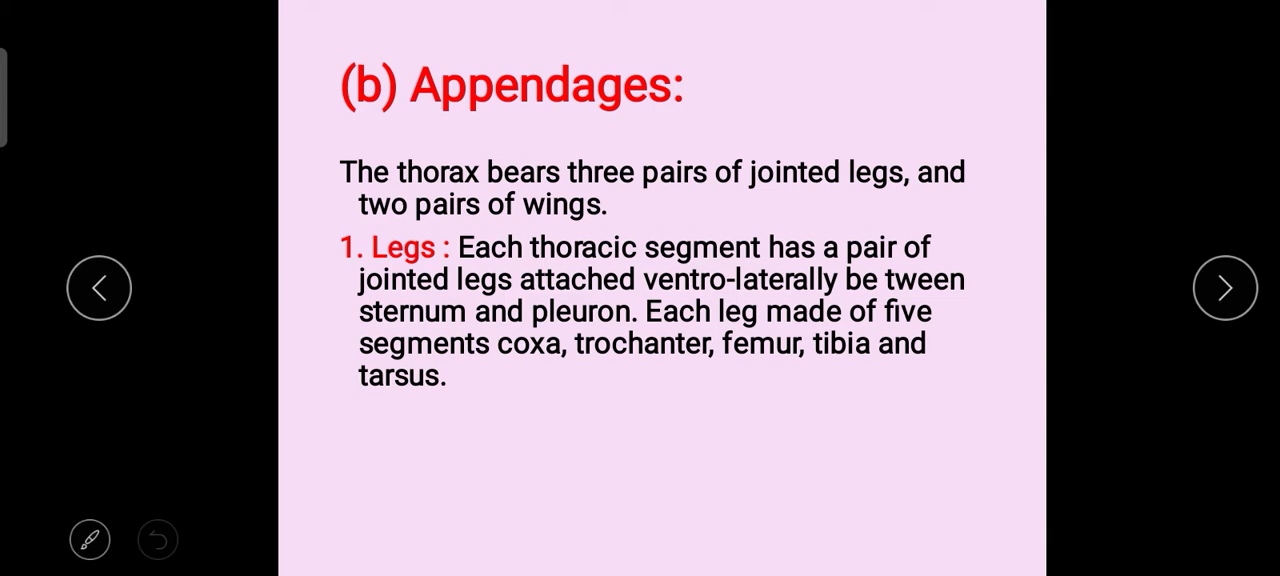 (b) Appendages:
The thorax bears three pairs of jointed legs, and
two pairs of wings.
1. Legs : Each thoracic segment has a pair of
jointed legs attached ventro-laterally be tween
sternum and pleuron. Each leg made of five
segments coxa, trochanter, femur, tibia and
tarsus.